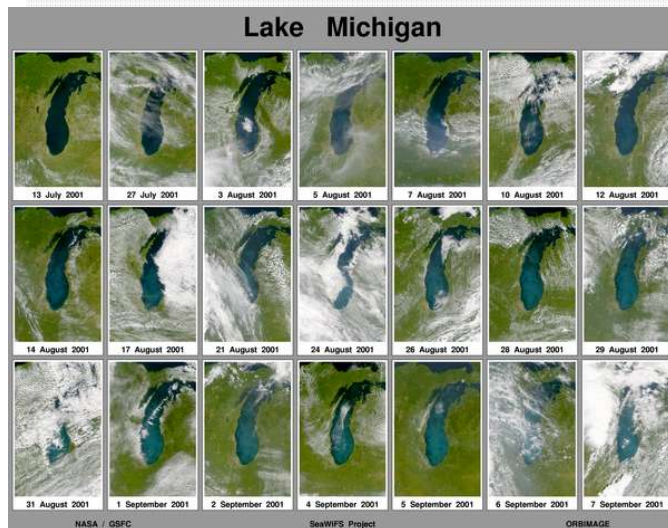 Lake Michigan
13 July 2001 27 July 2001 3 August 2001 5 August 2001 7 August 2001 10 August 2001 12 August 2001
14 August 2001 17 August 2001 21 August 2001 24 August 2001 26 August 2001 28 August 2001 29 August 2001
31 August 2001 1 September 2001 2 September 2001 4 September 2001 5 September 2001 6 September 2001 7 September 2001
NASA / GSFC SeaWiFS Project ORBIMAGE